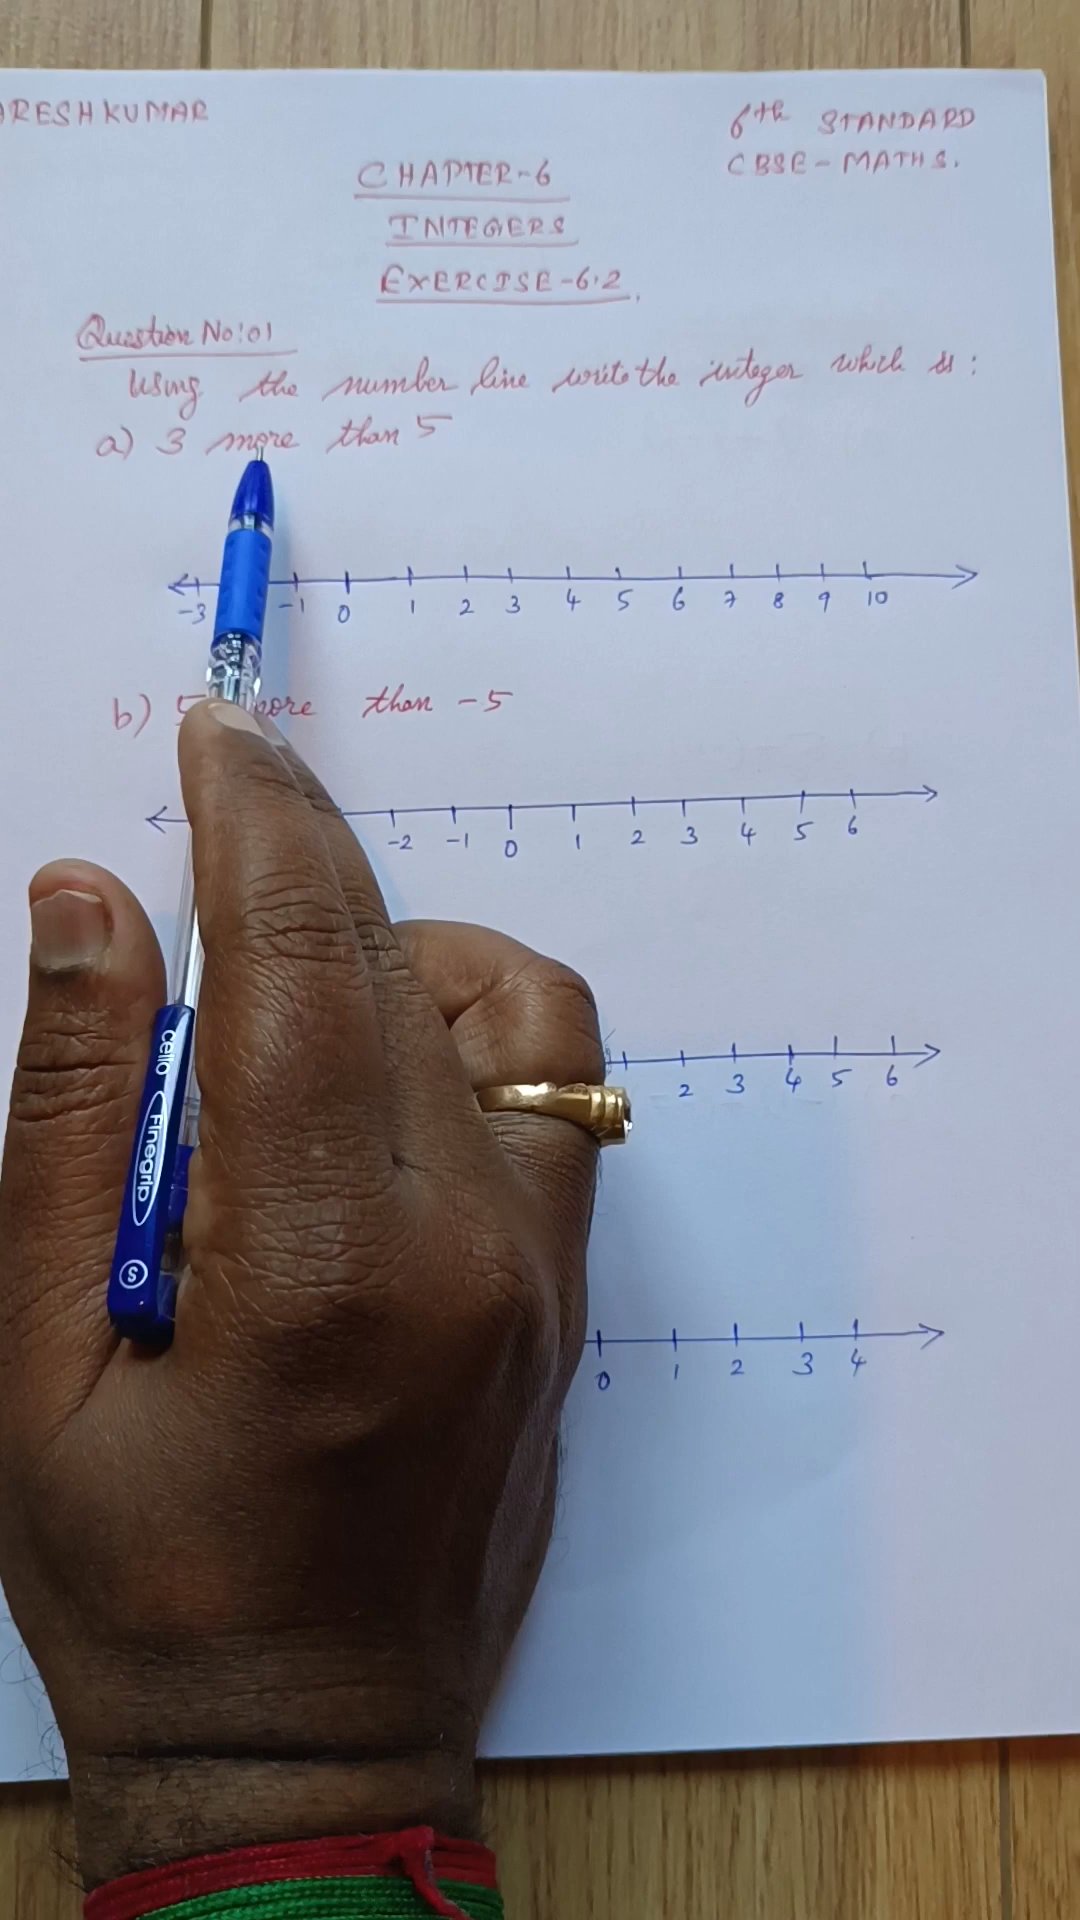 ARESHKUMAR
6th STANDARD
CBSE-MATHS.
CHAPTER-6
INTEGERS
EXERCISE-6.2.
Question No:01
Using the number line write the integer which is:
a) 3 more than 5
-3 -1 0 1 2 3 4 5 6 7 8 9 10
b) 5 more than -5
-2 -1 0 1 2 3 4 5 6
2 3 4 5 6
cello Finegrip
S
0 1 2 3 4